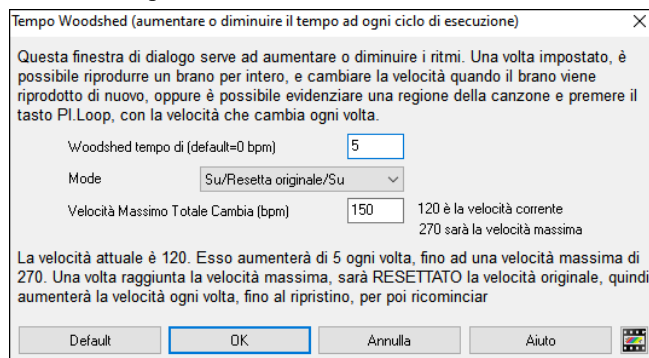 Tempo Woodshed (aumentare o diminuire il tempo ad ogni ciclo di esecuzione)
Questa finestra di dialogo serve ad aumentare o diminuire i ritmi. Una volta impostato, è
possibile riprodurre un brano per intero, e cambiare la velocità quando il brano viene
riprodotto di nuovo, oppure è possibile evidenziare una regione della canzone e premere il
tasto Pl.Loop, con la velocità che cambia ogni volta.
Woodshed tempo di (default=0 bpm) 5
Mode Su/Resetta originale/Su
Velocità Massimo Totale Cambia (bpm) 150 120 è la velocità corrente
270 sarà la velocità massima
La velocità attuale è 120. Esso aumenterà di 5 ogni volta, fino ad una velocità massima di
270. Una volta raggiunta la velocità massima, sarà RESETTATO la velocità originale, quindi
aumenterà la velocità ogni volta, fino al ripristino, per poi ricominciar
Default OK Annulla Aiuto